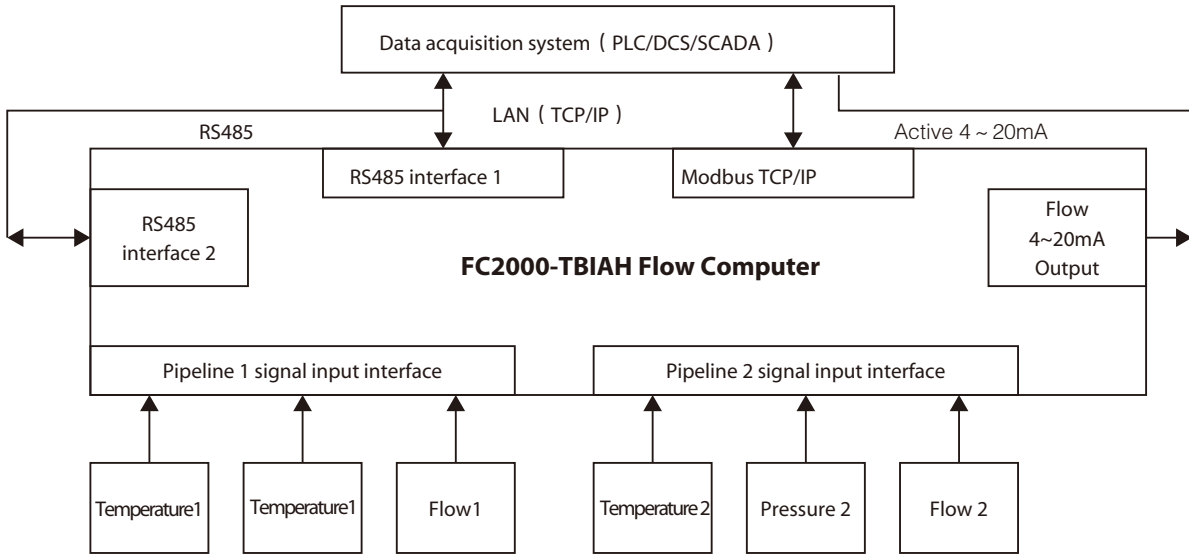 Data acquisition system ( PLC/DCS/SCADA )
LAN ( TCP/IP )
RS485
Active 4 ~ 20mA
RS485 interface 1
Modbus TCP/IP
RS485
interface 2
Flow
4~20mA
Output
FC2000-TBIAH Flow Computer
Pipeline 1 signal input interface
Pipeline 2 signal input interface
Temperature1
Temperature1
Flow1
Temperature2
Pressure 2
Flow 2